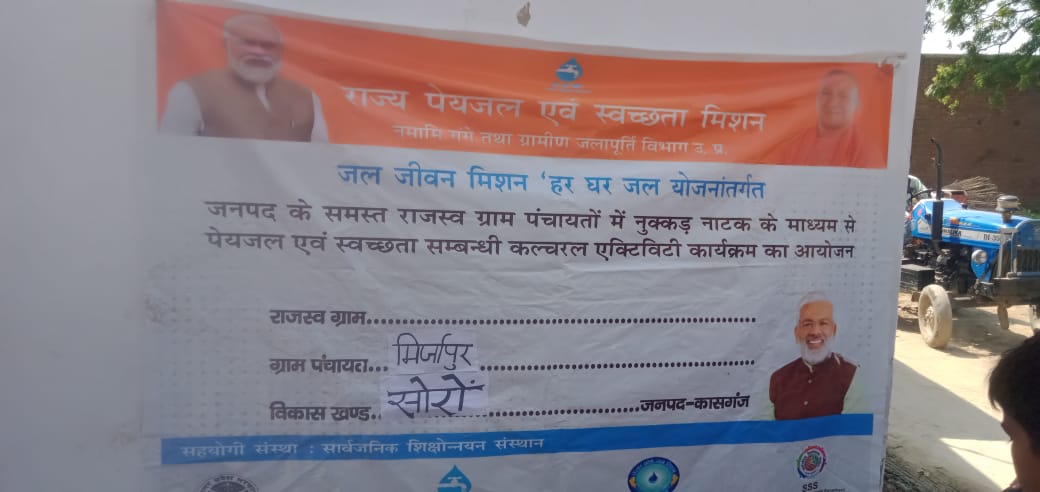 राज्य पेयजल एवं स्वच्छता मिशन
नमामि गंगे तथा ग्रामीण जलापूर्ति विभाग उ. प्र.
जल जीवन मिशन 'हर घर जल योजनांतर्गत
जनपद के समस्त राजस्व ग्राम पंचायतों में नुक्कड़ नाटक के माध्यम से
पेयजल एवं स्वच्छता सम्बन्धी कल्चरल एक्टिविटी कार्यक्रम का आयोजन
राजस्व ग्राम................................................
ग्राम पंचायत... मिर्जापुर ................................
विकास खण्ड.. सोरों ........................जनपद-कासगंज
सहयोगी संस्था : सार्वजनिक शिक्षोन्नयन संस्थान
SSS